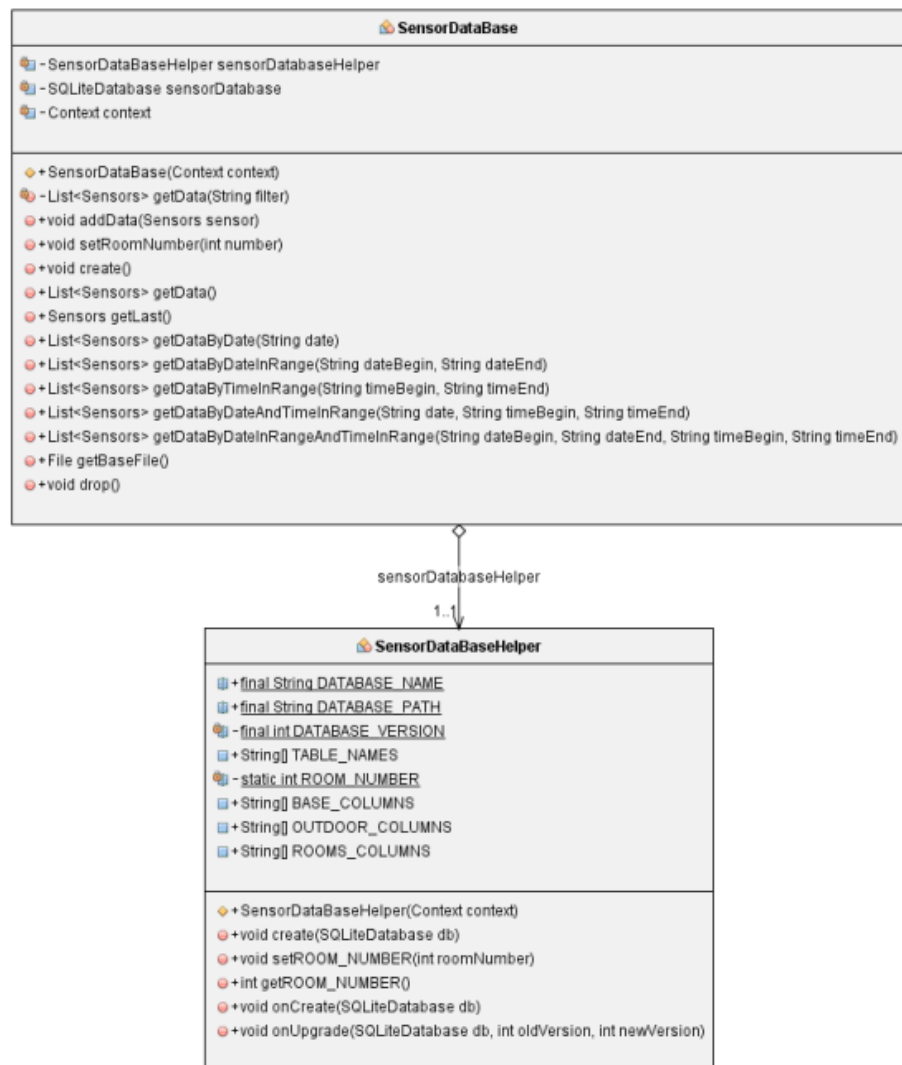 SensorDataBase
-SensorDataBaseHelper sensorDatabaseHelper
-SQLiteDatabase sensorDatabase
-Context context
+SensorDataBase(Context context)
-List<Sensors> getData(String filter)
+void addData(Sensors sensor)
+void setRoomNumber(int number)
+void create()
+List<Sensors> getData()
+Sensors getLast()
+List<Sensors> getDataByDate(String date)
+List<Sensors> getDataByDateInRange(String dateBegin, String dateEnd)
+List<Sensors> getDataByTimeInRange(String timeBegin, String timeEnd)
+List<Sensors> getDataByDateAndTimeInRange(String date, String timeBegin, String timeEnd)
+List<Sensors> getDataByDateInRangeAndTimeInRange(String dateBegin, String dateEnd, String timeBegin, String timeEnd)
+File getBaseFile()
+void drop()
sensorDatabaseHelper
1..1
SensorDataBaseHelper
+final String DATABASE_NAME
+final String DATABASE_PATH
-final int DATABASE_VERSION
+String[] TABLE_NAMES
-static int ROOM_NUMBER
+String[] BASE_COLUMNS
+String[] OUTDOOR_COLUMNS
+String[] ROOMS_COLUMNS
+SensorDataBaseHelper(Context context)
+void create(SQLiteDatabase db)
+void setROOM_NUMBER(int roomNumber)
+int getROOM_NUMBER()
+void onCreate(SQLiteDatabase db)
+void onUpgrade(SQLiteDatabase db, int oldVersion, int newVersion)